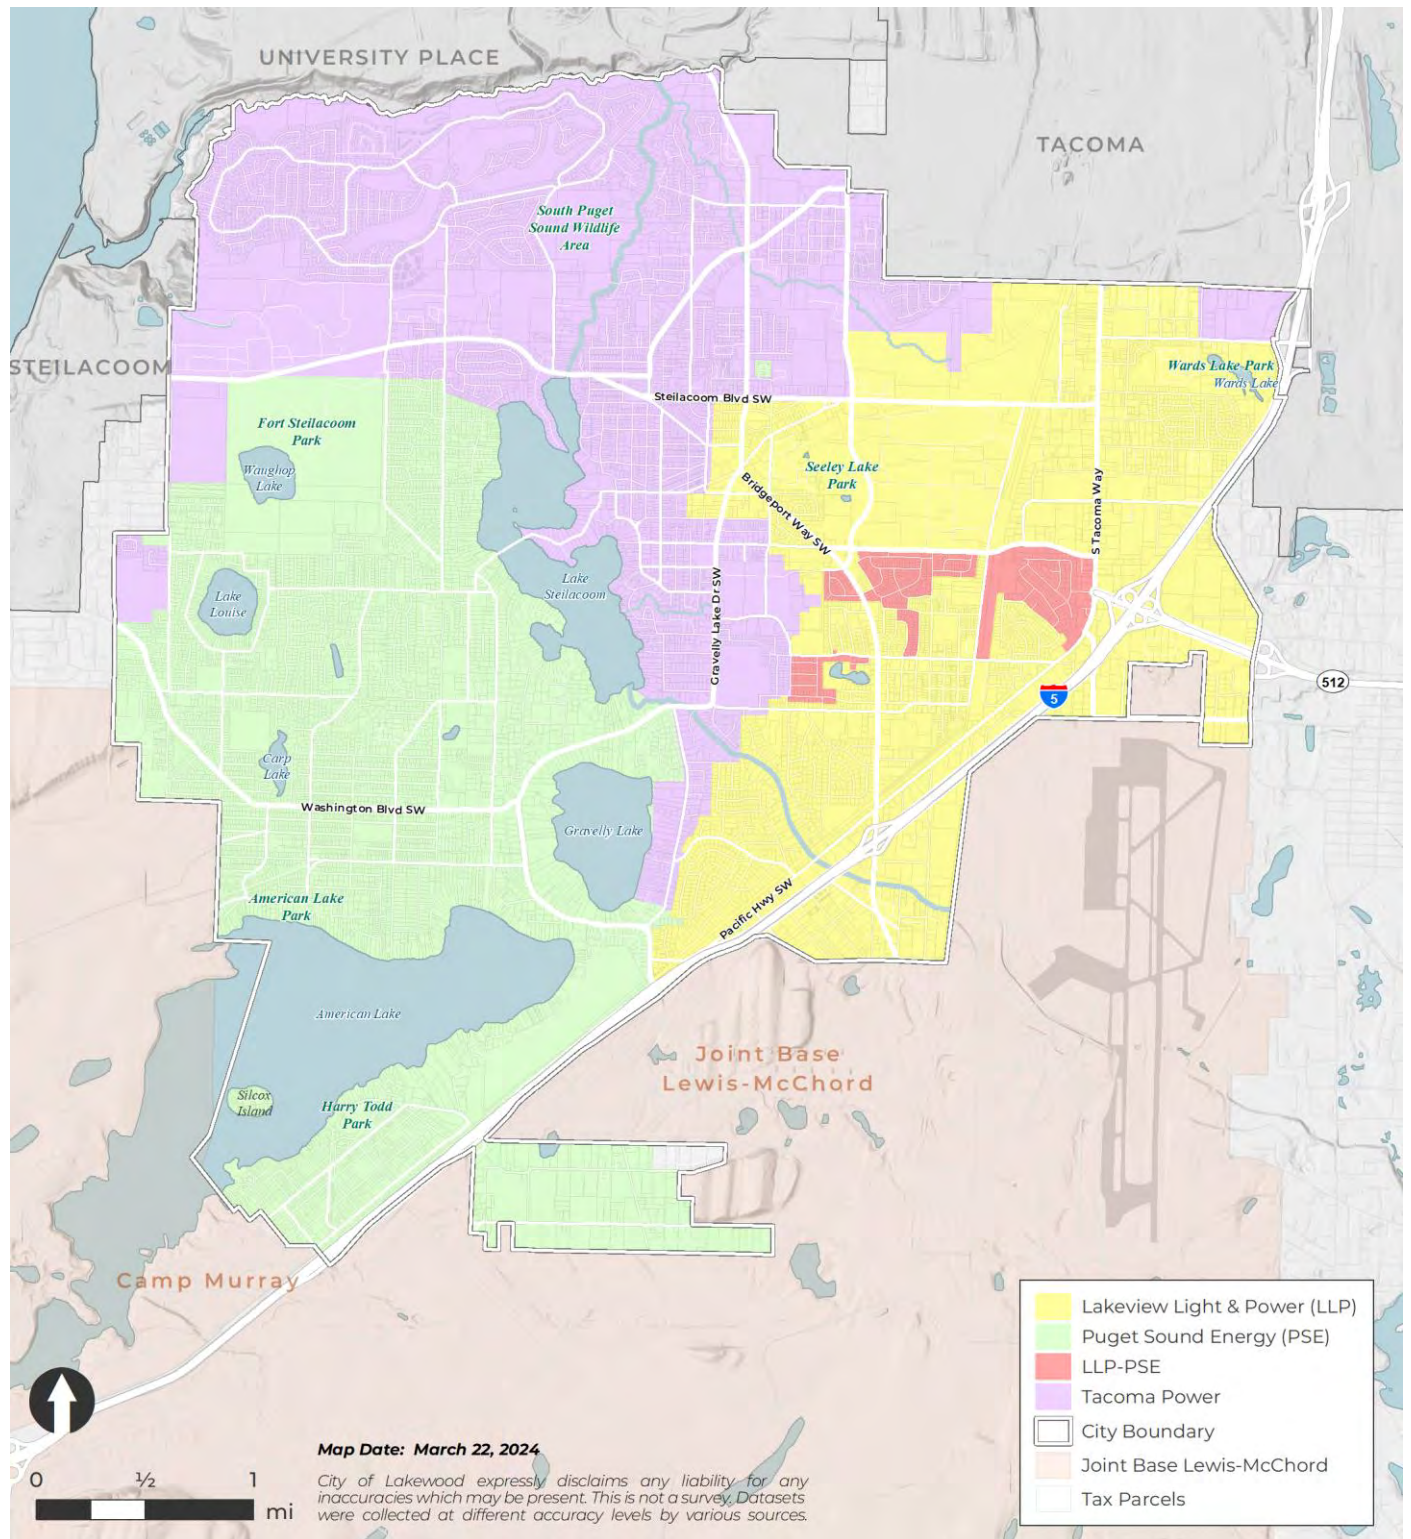 UNIVERSITY PLACE
TACOMA
South Puget
Sound Wildlife
Area
STEILACOOM
Wards Lake Park
Wards Lake
Steilacoom Blvd SW
Fort Steilacoom
Park
Waughop
Lake
Seeley Lake
Park
Bridgeport Way SW
S Tacoma Way
Lake
Steilacoom
Lake
Louise
Gravelly Lake Dr SW
512
5
Carp
Lake
Washington Blvd SW
Gravelly Lake
American Lake
Park
Pacific Hwy SW
American Lake
Joint Base
Lewis-McChord
Silcox
Island
Harry Todd
Park
Camp Murray
Lakeview Light & Power (LLP)
Puget Sound Energy (PSE)
LLP-PSE
Tacoma Power
City Boundary
Joint Base Lewis-McChord
Tax Parcels
Map Date: March 22, 2024
0 ½ 1
mi
City of Lakewood expressly disclaims any liability for any
inaccuracies which may be present. This is not a survey. Datasets
were collected at different accuracy levels by various sources.